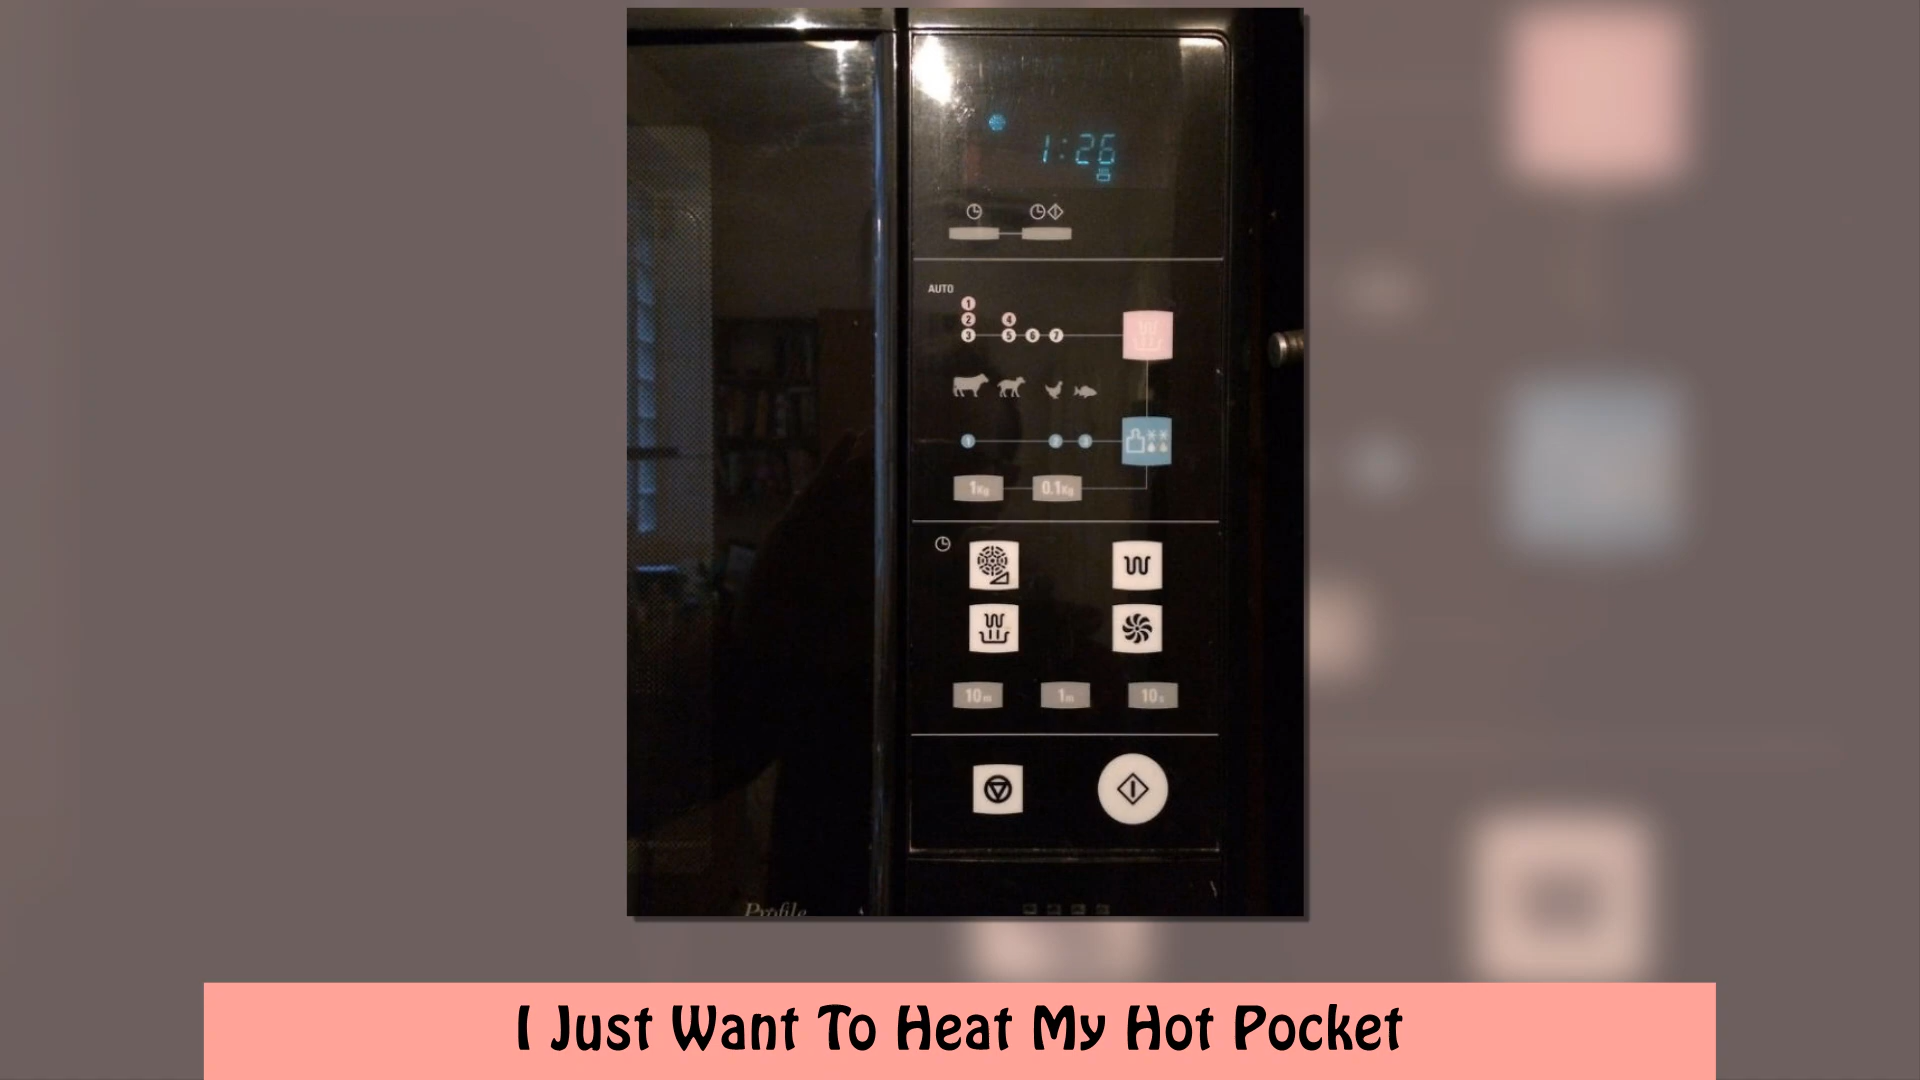 1:26
AUTO
1
2 4
3 5 6 7
1 2 3
1Kg 0.1Kg
10m 1m 10s
Profile
I Just Want To Heat My Hot Pocket